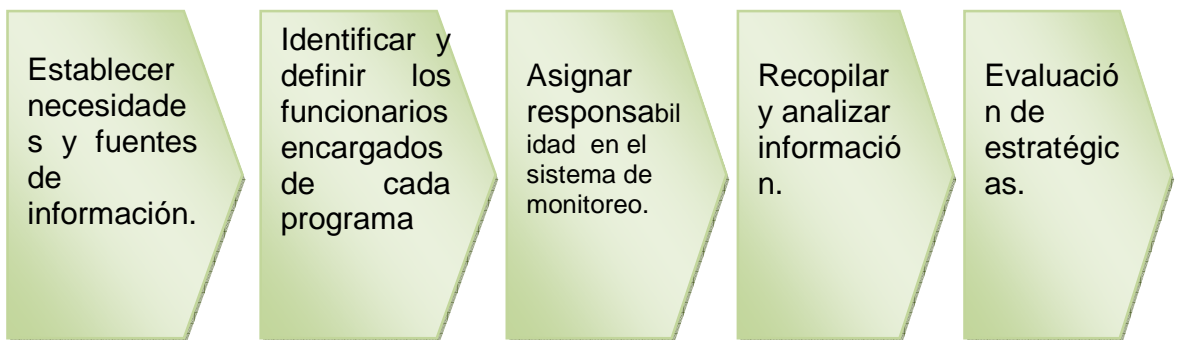 Establecer
necesidade
s y fuentes
de
información.
Identificar y
definir los
funcionarios
encargados
de cada
programa
Asignar
responsabil
idad en el
sistema de
monitoreo.
Recopilar
y analizar
informació
n.
Evaluació
n de
estratégic
as.